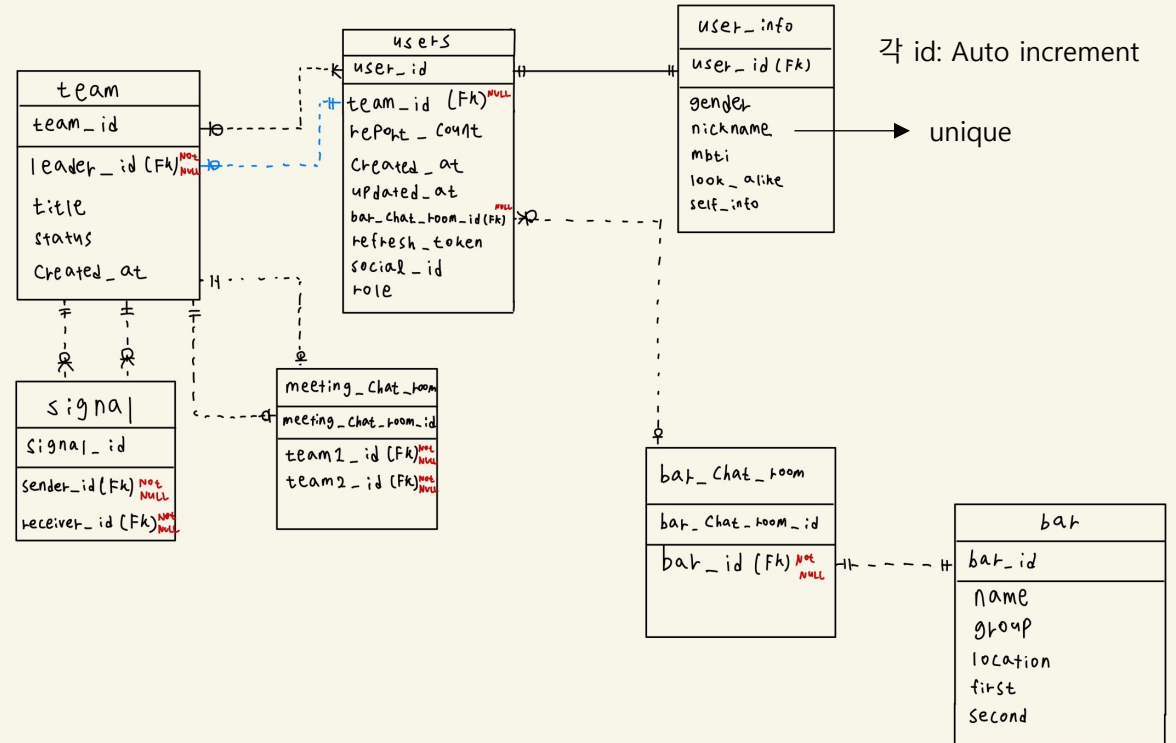 team
team_id
leader_id (FK) Not NULL
title
status
Created_at
users
user_id
team_id (FK) NULL
report_count
Created_at
updated_at
bar_Chat_room_id(FK) NULL
refresh_token
social_id
role
user_info
user_id (FK)
gender
nickname
mbti
look_alike
self_info
각 id: Auto increment
unique
signal
signal_id
sender_id(FK) Not NULL
receiver_id (FK) Not NULL
meeting_Chat_room
meeting_Chat_room_id
team1_id (FK) Not NULL
team2_id (FK) Not NULL
bar_Chat_room
bar_Chat_room_id
bar_id (FK) Not NULL
bar
bar_id
name
group
location
first
second